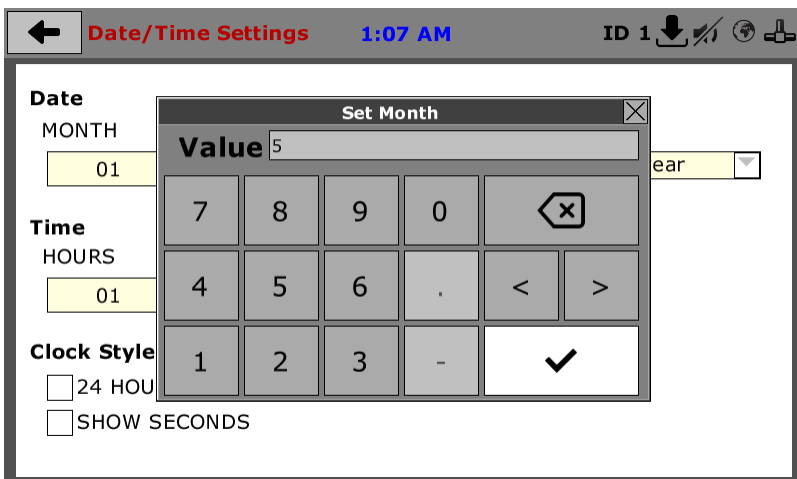 Date/Time Settings 1:07 AM ID 1
Date
Set Month
MONTH
Value 5
01
ear
7 8 9 0
Time
HOURS
4 5 6 . < >
01
Clock Style
1 2 3 -
24 HOU
SHOW SECONDS